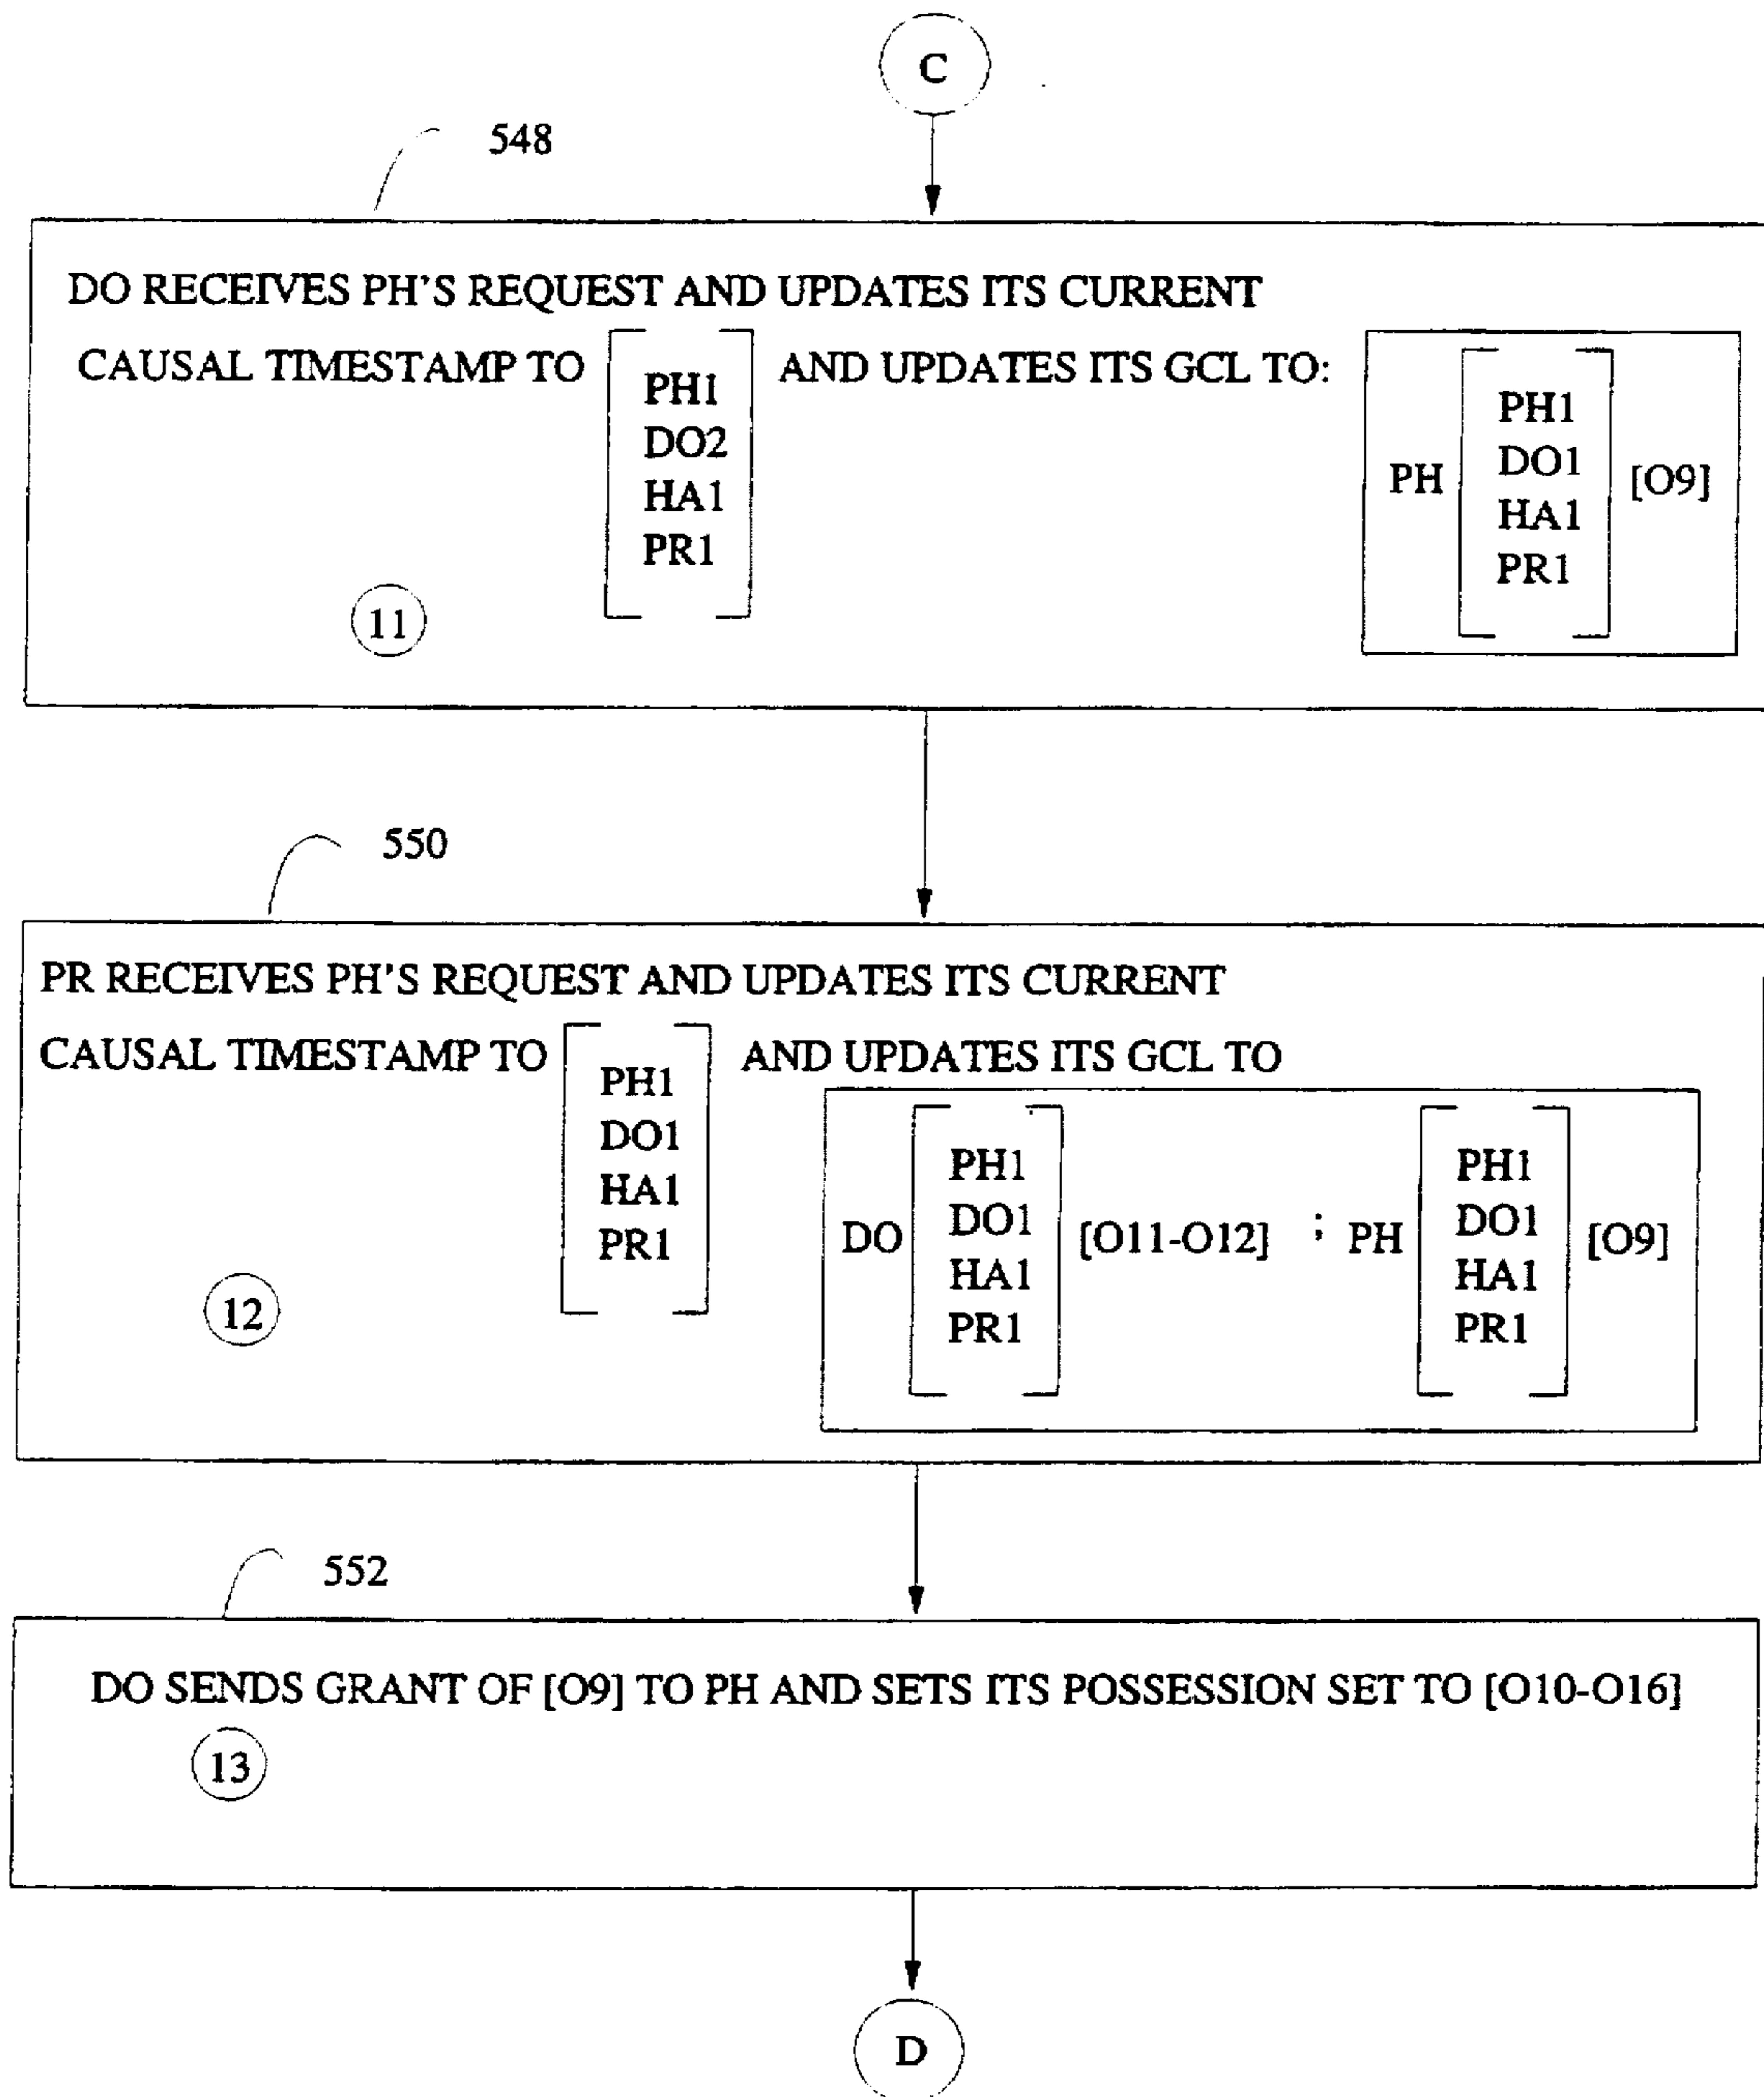 C
548
DO RECEIVES PH'S REQUEST AND UPDATES ITS CURRENT
CAUSAL TIMESTAMP TO [ PH1 DO2 HA1 PR1 ] AND UPDATES ITS GCL TO:
PH [ PH1 DO1 HA1 PR1 ] [O9]
11
550
PR RECEIVES PH'S REQUEST AND UPDATES ITS CURRENT
CAUSAL TIMESTAMP TO [ PH1 DO1 HA1 PR1 ] AND UPDATES ITS GCL TO
DO [ PH1 DO1 HA1 PR1 ] [O11-O12] ; PH [ PH1 DO1 HA1 PR1 ] [O9]
12
552
DO SENDS GRANT OF [O9] TO PH AND SETS ITS POSSESSION SET TO [O10-O16]
13
D